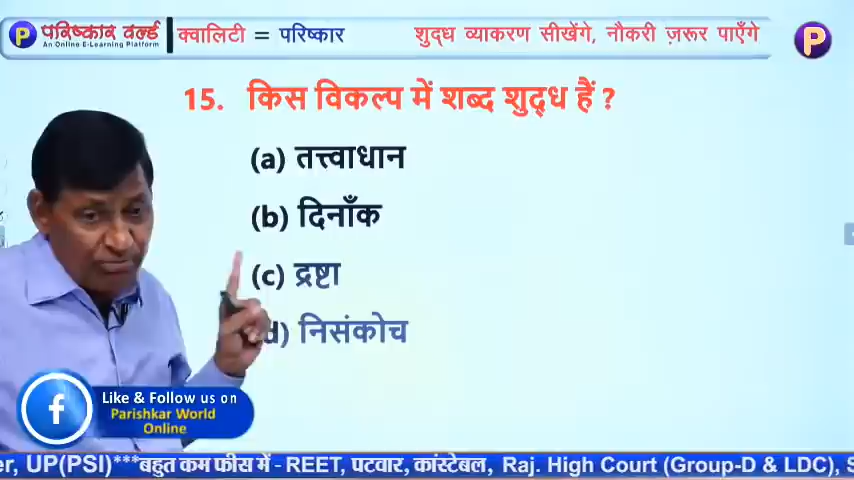 परिष्कार वर्ल्ड
An Online E-Learning Platform
क्वालिटी = परिष्कार
शुद्ध व्याकरण सीखेंगे, नौकरी ज़रूर पाएँगे
15. किस विकल्प में शब्द शुद्ध हैं ?
(a) तत्त्वाधान
(b) दिनाँक
(c) द्रष्टा
d) निसंकोच
Like & Follow us on
Parishkar World
Online
er, UP(PSI)***बहुत कम फीस में - REET, पटवार, कांस्टेबल, Raj. High Court (Group-D & LDC), S